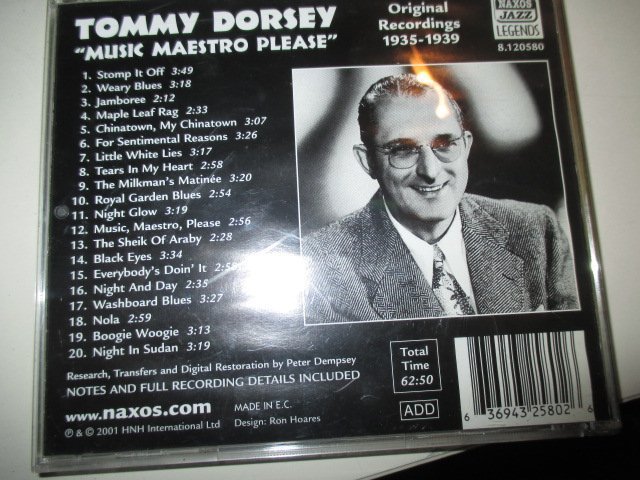 TOMMY DORSEY
"MUSIC MAESTRO PLEASE"
Original
Recordings
1935-1939
NAXOS
JAZZ
LEGENDS
8.120580
1. Stomp It Off 3:49
2. Weary Blues 3:18
3. Jamboree 2:12
4. Maple Leaf Rag 2:33
5. Chinatown, My Chinatown 3:07
6. For Sentimental Reasons 3:26
7. Little White Lies 3:17
8. Tears In My Heart 2:58
9. The Milkman's Matinée 3:20
10. Royal Garden Blues 2:54
11. Night Glow 3:19
12. Music, Maestro, Please 2:56
13. The Sheik Of Araby 2:28
14. Black Eyes 3:34
15. Everybody's Doin' It
16. Night And Day 2:35
17. Washboard Blues 3:27
18. Nola 2:59
19. Boogie Woogie 3:13
20. Night In Sudan 3:19
Research, Transfers and Digital Restoration by Peter Dempsey
NOTES AND FULL RECORDING DETAILS INCLUDED
www.naxos.com
MADE IN E.C.
℗ & © 2001 HNH International Ltd
Design: Ron Hoares
Total
Time
62:50
ADD
6 36943 25802 6